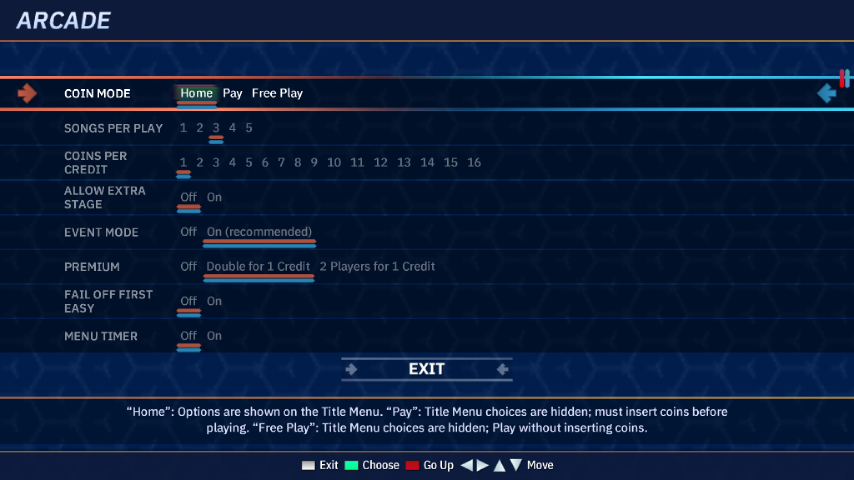 ARCADE
COIN MODE Home Pay Free Play
SONGS PER PLAY 1 2 3 4 5
COINS PER
CREDIT 1 2 3 4 5 6 7 8 9 10 11 12 13 14 15 16
ALLOW EXTRA
STAGE Off On
EVENT MODE Off On (recommended)
PREMIUM Off Double for 1 Credit 2 Players for 1 Credit
FAIL OFF FIRST
EASY Off On
MENU TIMER Off On
EXIT
“Home”: Options are shown on the Title Menu. “Pay”: Title Menu choices are hidden; must insert coins before
playing. “Free Play”: Title Menu choices are hidden; Play without inserting coins.
Exit Choose Go Up Move